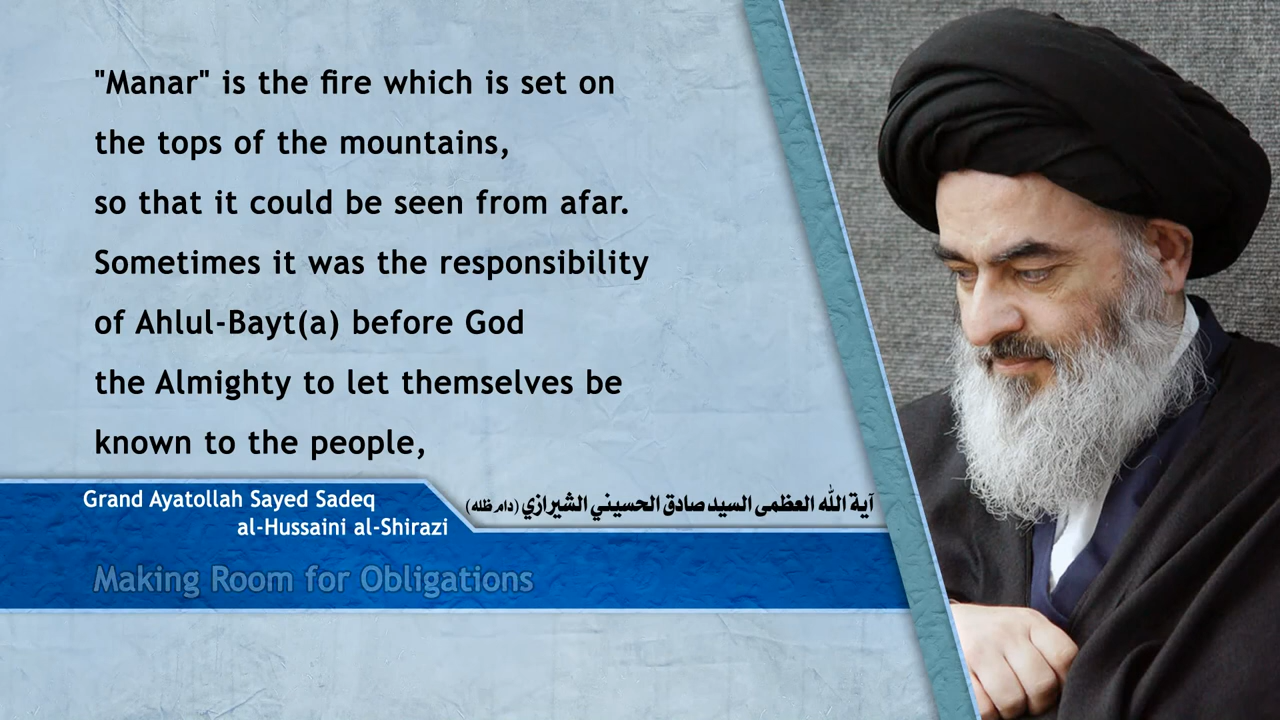 "Manar" is the fire which is set on
the tops of the mountains,
so that it could be seen from afar.
Sometimes it was the responsibility
of Ahlul-Bayt(a) before God
the Almighty to let themselves be
known to the people,
Grand Ayatollah Sayed Sadeq
al-Hussaini al-Shirazi
آية الله العظمى السيد صادق الحسيني الشيرازي (دام ظله)
Making Room for Obligations